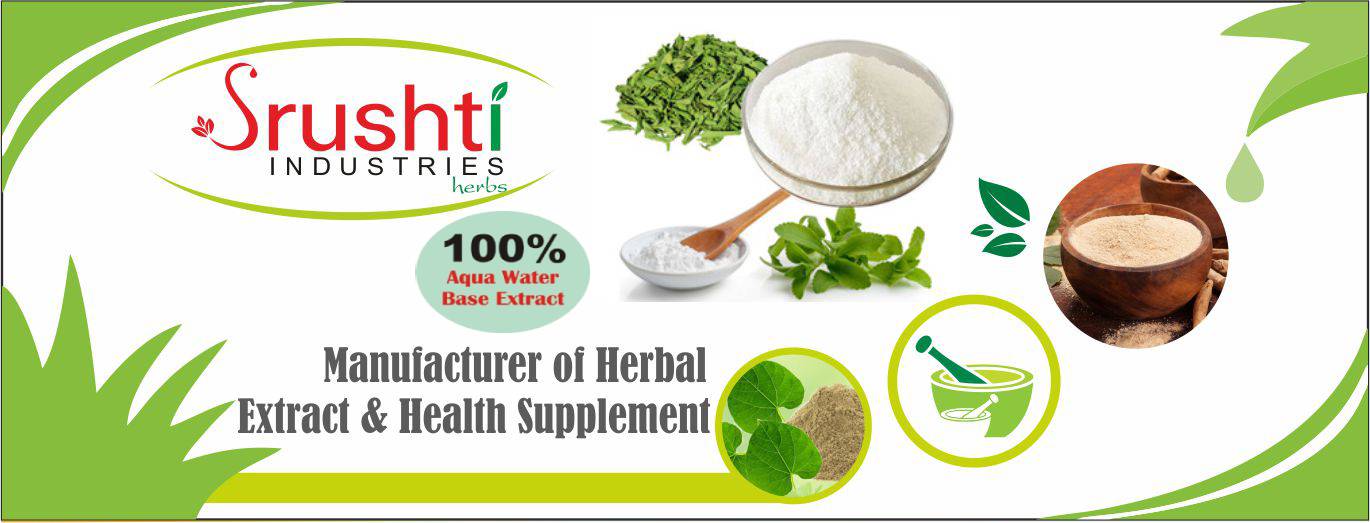 Srushti
INDUSTRIES
herbs
100%
Aqua Water
Base Extract
Manufacturer of Herbal
Extract & Health Supplement